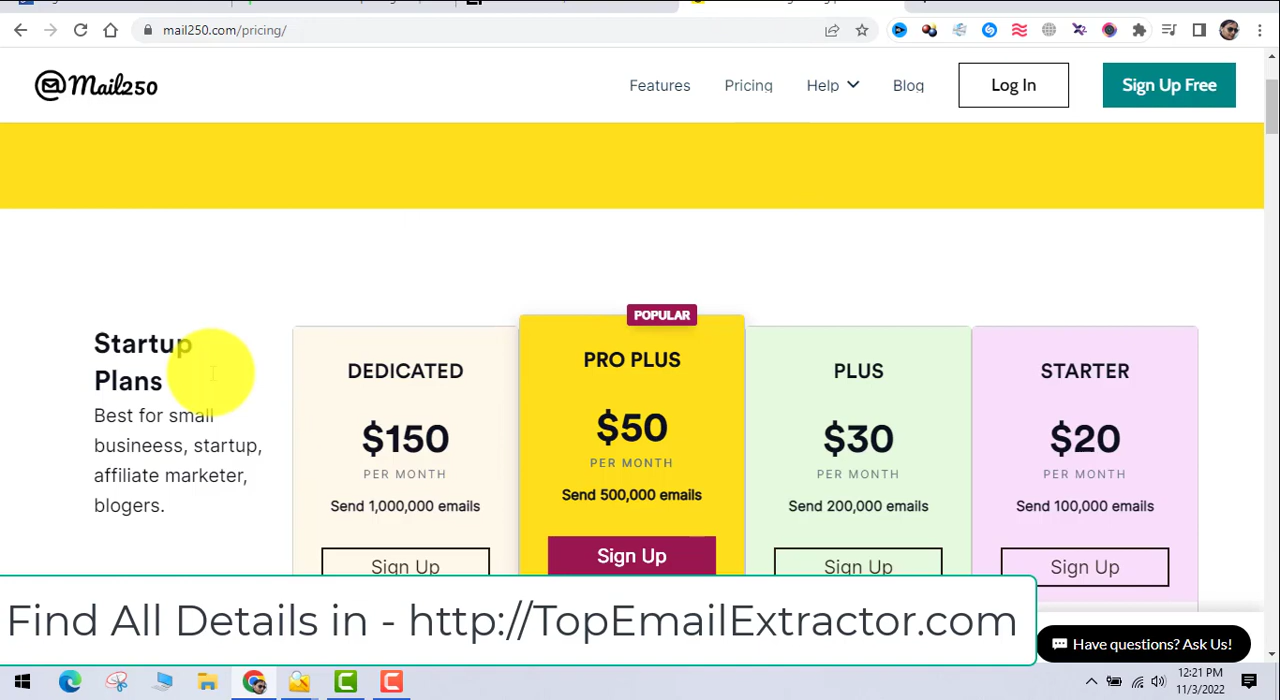 mail250.com/pricing/
@Mail250
Features
Pricing
Help
Blog
Log In
Sign Up Free
Startup
Plans
Best for small
busineess, startup,
affiliate marketer,
blogers.
DEDICATED
$150
PER MONTH
Send 1,000,000 emails
Sign Up
POPULAR
PRO PLUS
$50
PER MONTH
Send 500,000 emails
Sign Up
PLUS
$30
PER MONTH
Send 200,000 emails
Sign Up
STARTER
$20
PER MONTH
Send 100,000 emails
Sign Up
Find All Details in - http://TopEmailExtractor.com
Have questions? Ask Us!
12:21 PM
11/3/2022